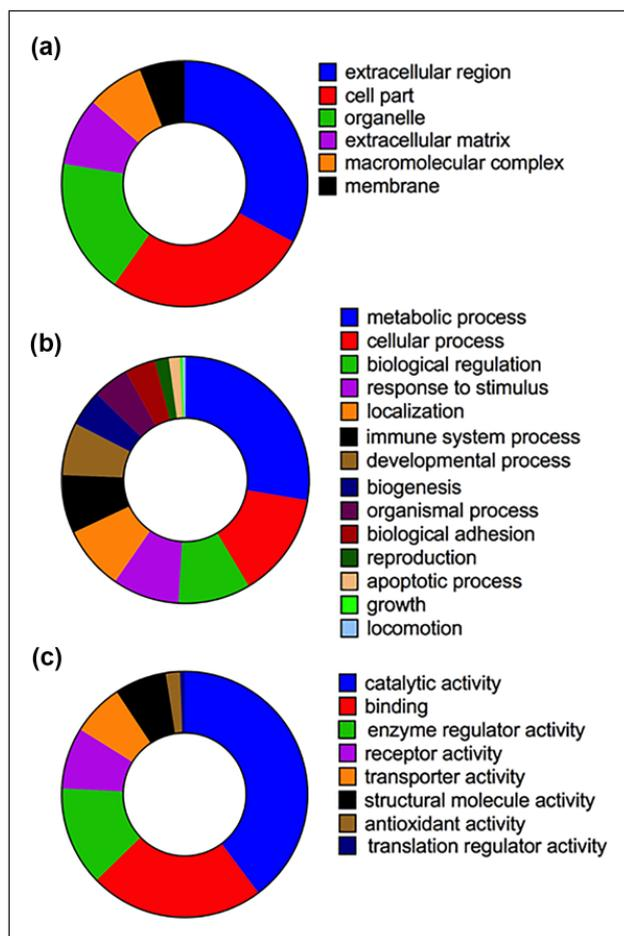 (a)
extracellular region
cell part
organelle
extracellular matrix
macromolecular complex
membrane
(b)
metabolic process
cellular process
biological regulation
response to stimulus
localization
immune system process
developmental process
biogenesis
organismal process
biological adhesion
reproduction
apoptotic process
growth
locomotion
(c)
catalytic activity
binding
enzyme regulator activity
receptor activity
transporter activity
structural molecule activity
antioxidant activity
translation regulator activity